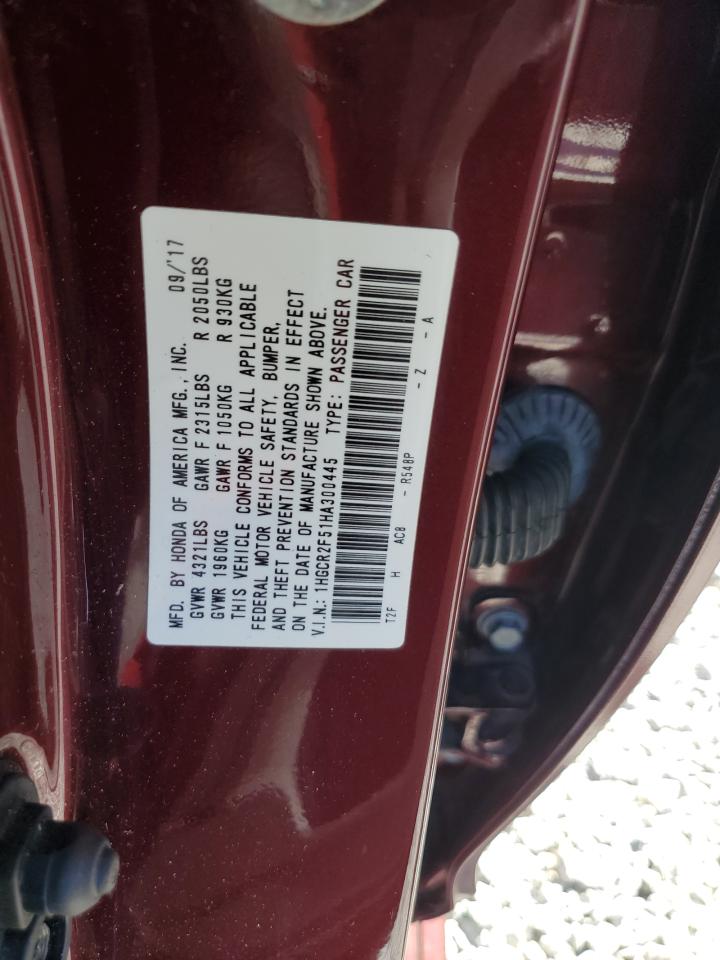 MFD. BY HONDA OF AMERICA MFG., INC. 09/'17
GVWR 4321LBS GAWR F 2315LBS R 2050LBS
GVWR 1960KG GAWR F 1050KG R 930KG
THIS VEHICLE CONFORMS TO ALL APPLICABLE
FEDERAL MOTOR VEHICLE SAFETY, BUMPER,
AND THEFT PREVENTION STANDARDS IN EFFECT
ON THE DATE OF MANUFACTURE SHOWN ABOVE.
V.I.N.: 1HGCR2F51HA300445 TYPE: PASSENGER CAR
T2F H AC8 - R548P - Z - A